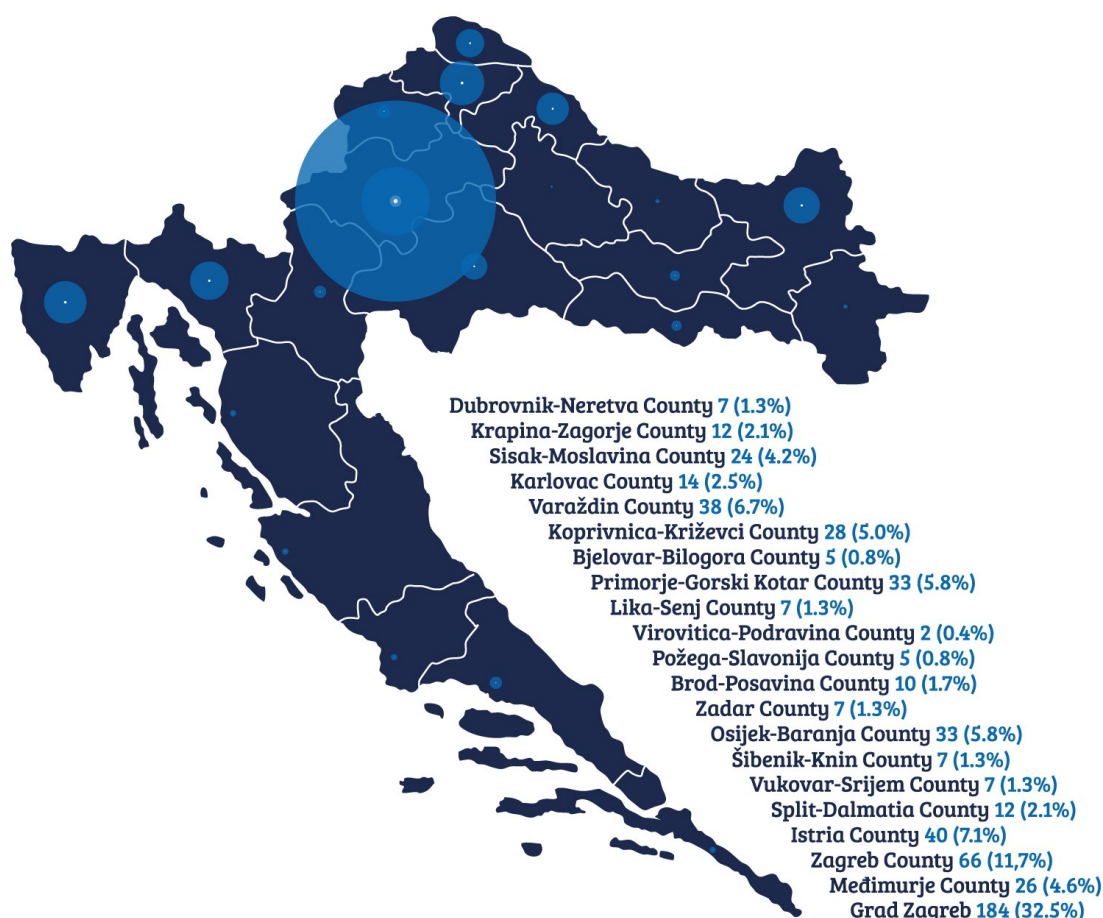 Dubrovnik-Neretva County 7 (1.3%)
Krapina-Zagorje County 12 (2.1%)
Sisak-Moslavina County 24 (4.2%)
Karlovac County 14 (2.5%)
Varaždin County 38 (6.7%)
Koprivnica-Križevci County 28 (5.0%)
Bjelovar-Bilogora County 5 (0.8%)
Primorje-Gorski Kotar County 33 (5.8%)
Lika-Senj County 7 (1.3%)
Virovitica-Podravina County 2 (0.4%)
Požega-Slavonija County 5 (0.8%)
Brod-Posavina County 10 (1.7%)
Zadar County 7 (1.3%)
Osijek-Baranja County 33 (5.8%)
Šibenik-Knin County 7 (1.3%)
Vukovar-Srijem County 7 (1.3%)
Split-Dalmatia County 12 (2.1%)
Istria County 40 (7.1%)
Zagreb County 66 (11,7%)
Međimurje County 26 (4.6%)
Grad Zagreb 184 (32.5%)